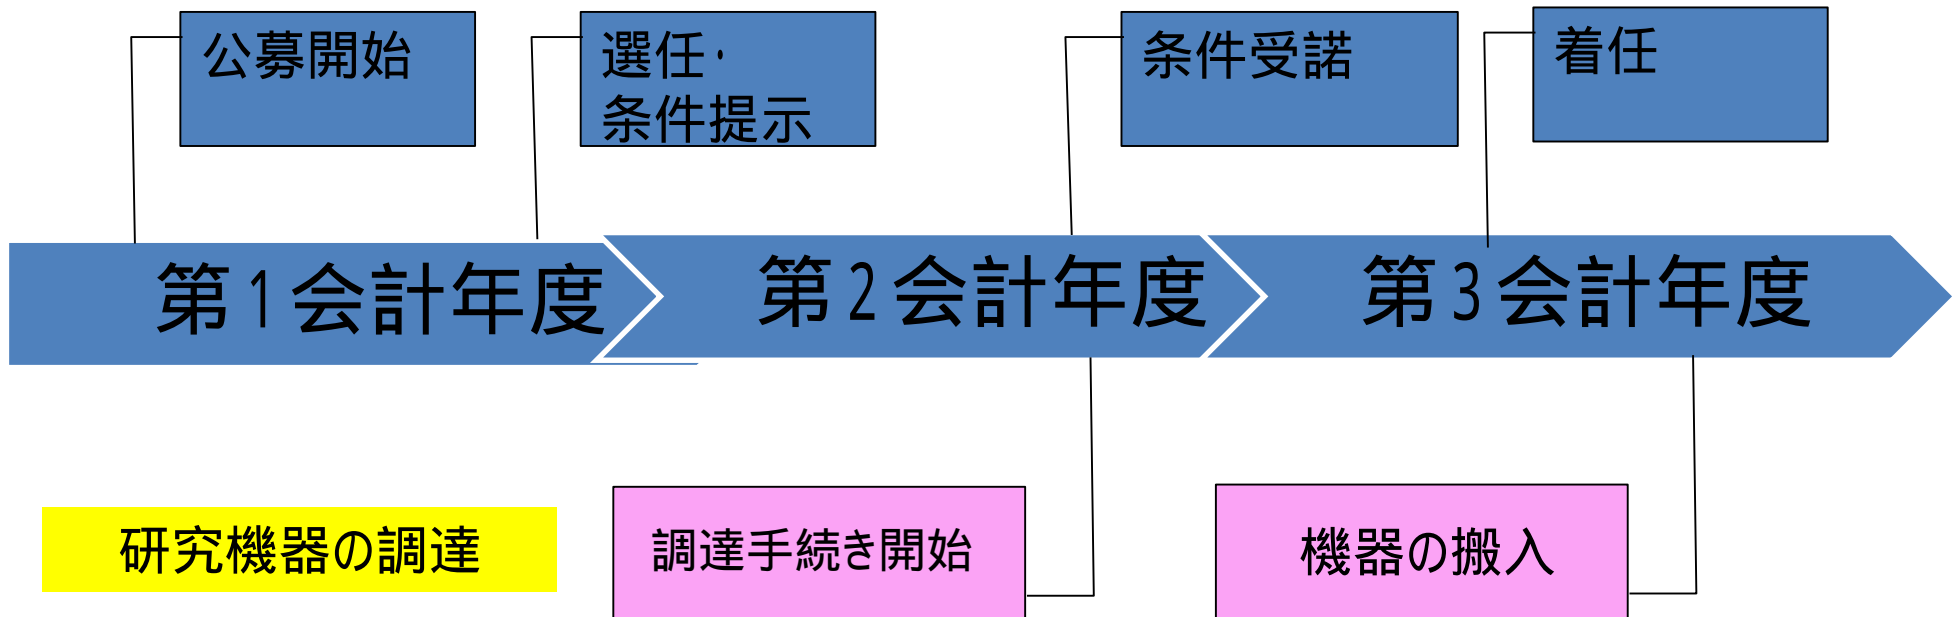 公募開始
選任・
条件提示
条件受諾
着任
第1会計年度
第2会計年度
第3会計年度
研究機器の調達
調達手続き開始
機器の搬入